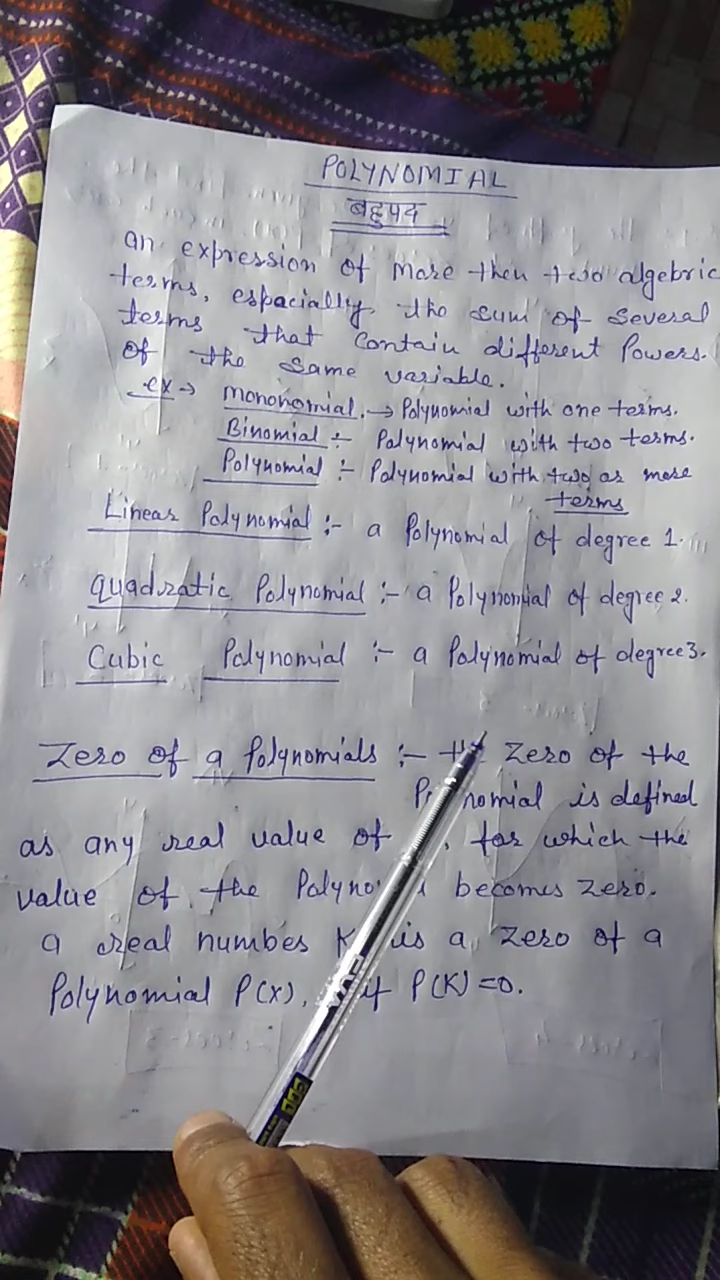 POLYNOMIAL
बहुपद
an expression of more then two algebric
terms, espacially the sum of several
terms that contain different Powers.
of the same variable.
ex → monohomial. → Polynomial with one terms.
Binomial :- Polynomial with two terms.
Polynomial :- Polynomial with two or more
terms
Linear Polynomial :- a Polynomial of degree 1.
quadratic Polynomial :- a Polynomial of degree 2.
Cubic Polynomial :- a Polynomial of degree 3.
Zero of a Polynomials :- the Zero of the
is defined
as any real value of , for which the
value of the becomes zero.
a real number K is a zero of a
Polynomial P(x), if P(K) =0.